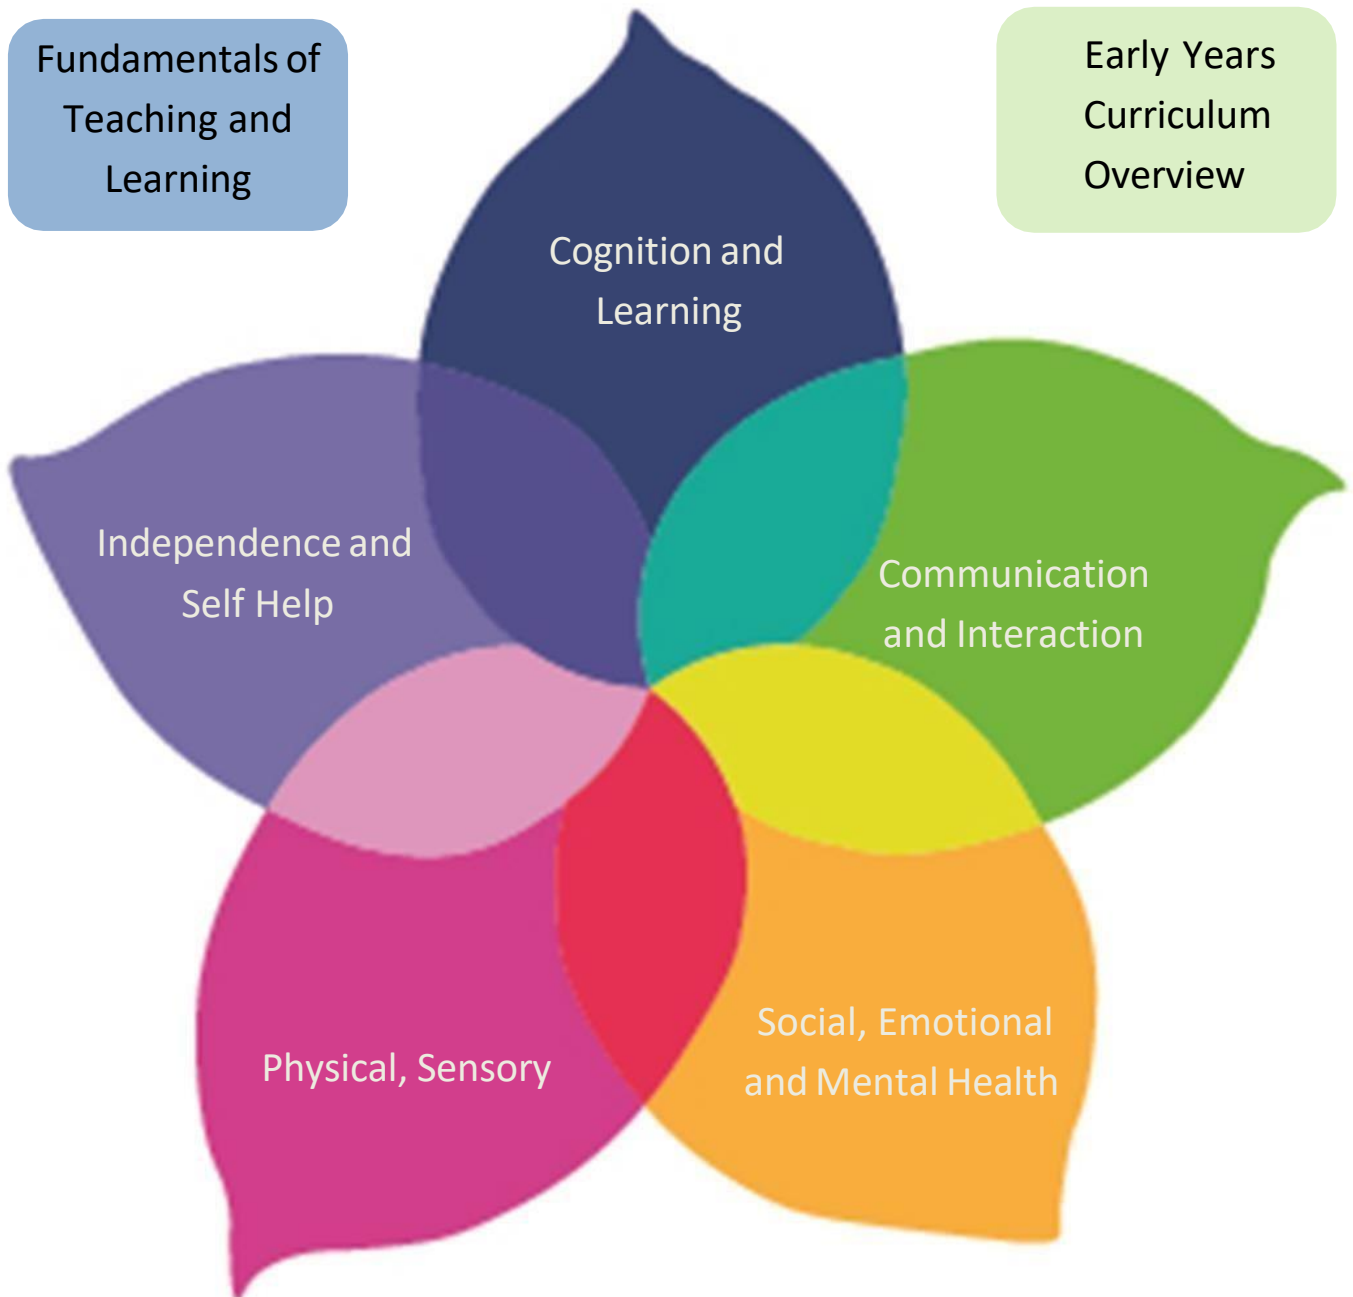 Fundamentals of
Teaching and
Learning
Early Years
Curriculum
Overview
Cognition and
Learning
Independence and
Self Help
Communication
and Interaction
Physical, Sensory
Social, Emotional
and Mental Health